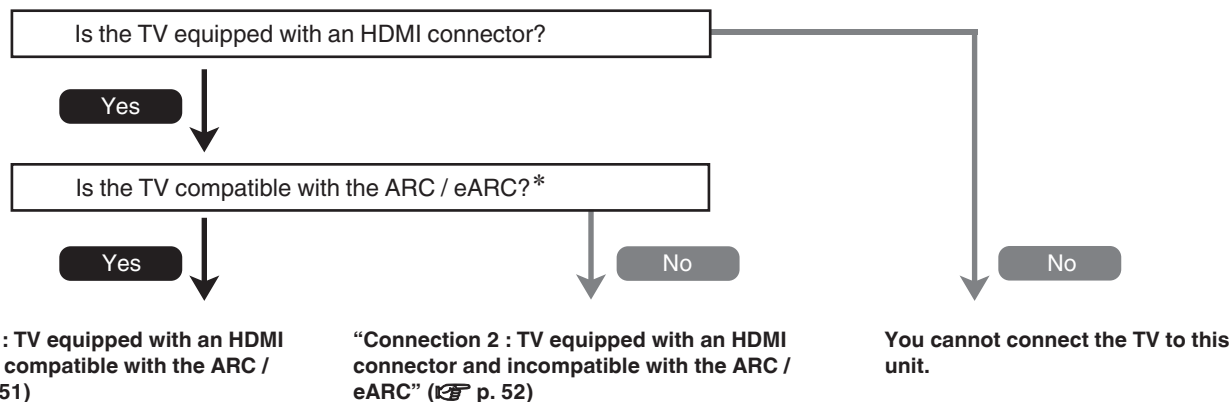 Is the TV equipped with an HDMI connector?
Yes
Is the TV compatible with the ARC / eARC?*
Yes
No
No
: TV equipped with an HDMI
compatible with the ARC /
51)
“Connection 2 : TV equipped with an HDMI
connector and incompatible with the ARC /
eARC” (☞ p. 52)
You cannot connect the TV to this
unit.